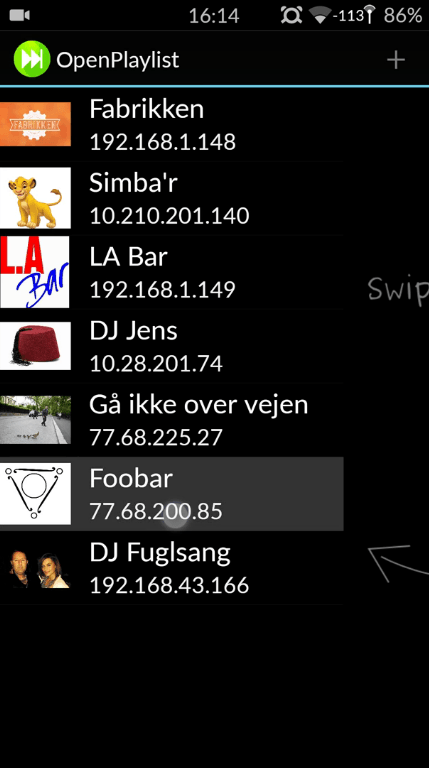 16:14
-113
86%
OpenPlaylist
FABRIKKEN
Fabrikken
192.168.1.148
Simba'r
10.210.201.140
L.A
Bar
LA Bar
192.168.1.149
DJ Jens
10.28.201.74
Gå ikke over vejen
77.68.225.27
Swip
Foobar
77.68.200.85
DJ Fuglsang
192.168.43.166